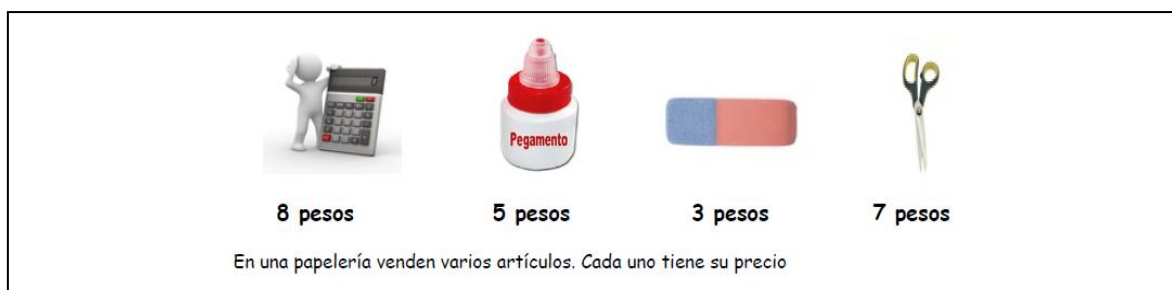 Pegamento
8 pesos 5 pesos 3 pesos 7 pesos
En una papelería venden varios artículos. Cada uno tiene su precio